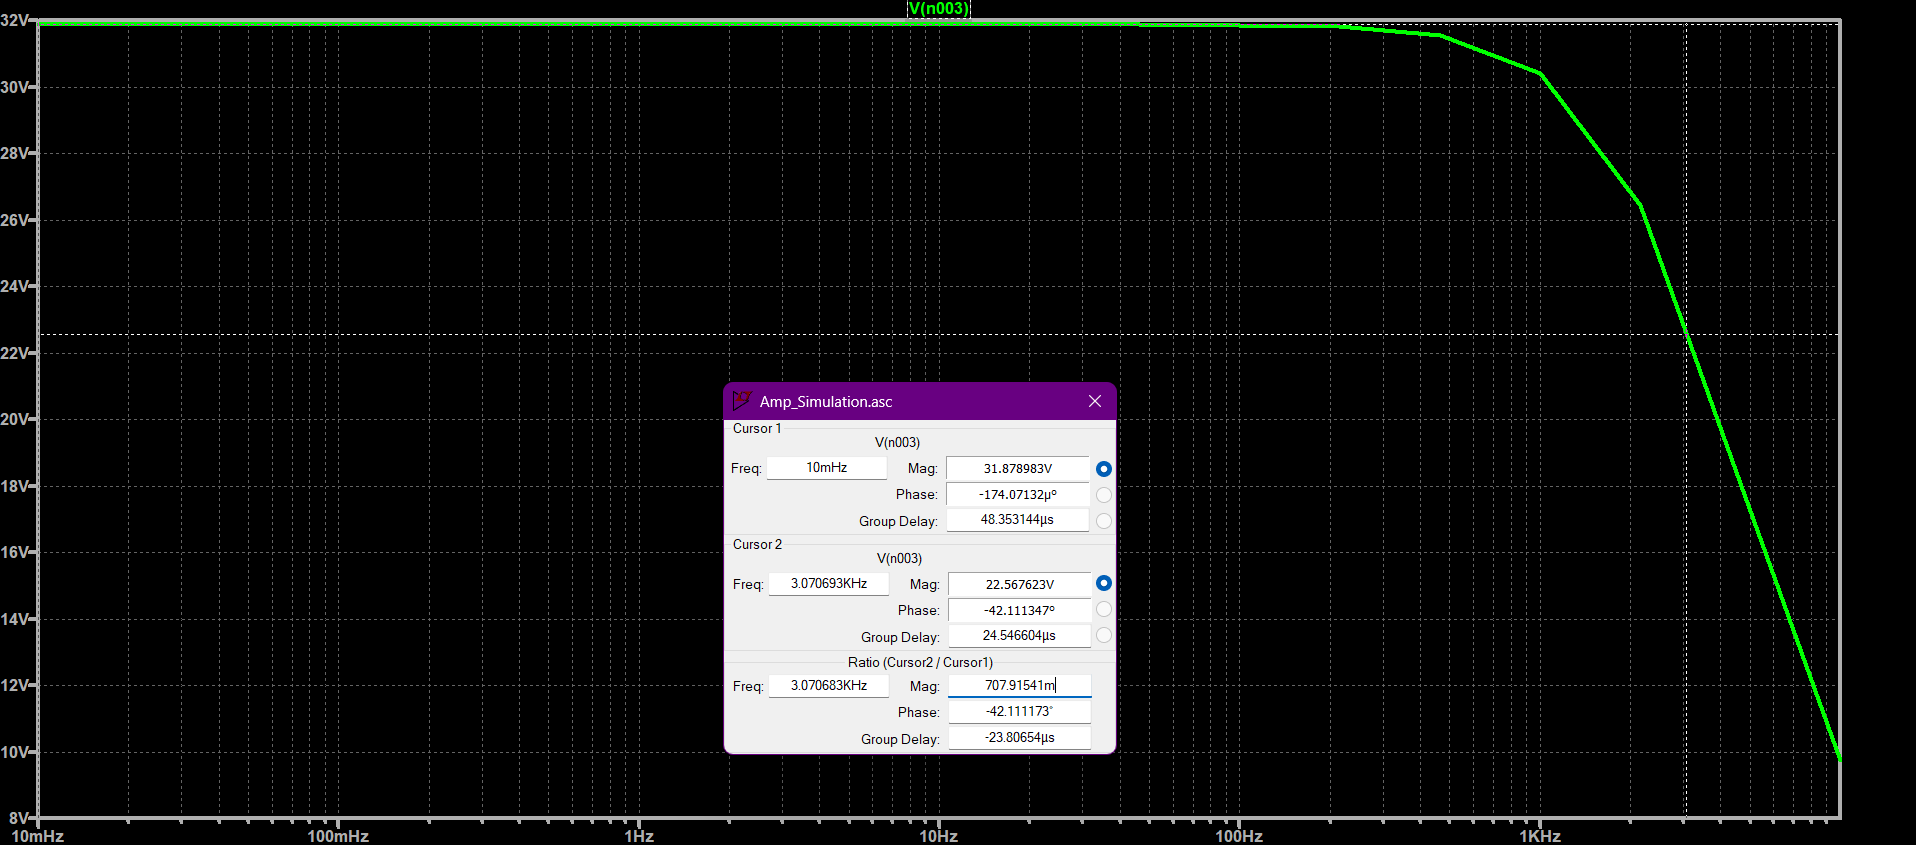 V(n003)
32V
30V
28V
26V
24V
22V
20V
18V
16V
14V
12V
10V
8V
Amp_Simulation.asc
Cursor 1
V(n003)
Freq: 10mHz Mag: 31.878983V
Phase: -174.07132µ°
Group Delay: 48.353144µs
Cursor 2
V(n003)
Freq: 3.070693KHz Mag: 22.567623V
Phase: -42.111347°
Group Delay: 24.546604µs
Ratio (Cursor2 / Cursor1)
Freq: 3.070683KHz Mag: 707.91541m
Phase: -42.111173°
Group Delay: -23.80654µs
10mHz 100mHz 1Hz 10Hz 100Hz 1KHz